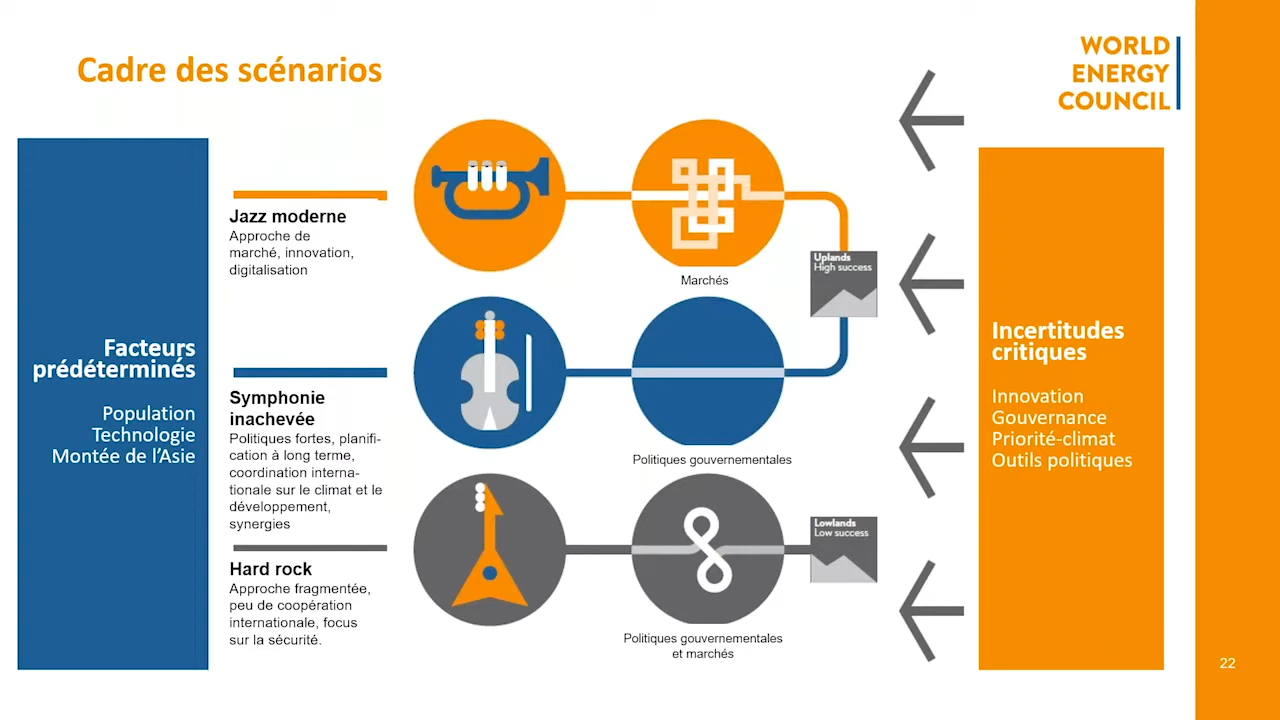 Cadre des scénarios
WORLD
ENERGY
COUNCIL
Facteurs
prédéterminés
Population
Technologie
Montée de l’Asie
Jazz moderne
Approche de
marché, innovation,
digitalisation
Symphonie
inachevée
Politiques fortes, planifi-
cation à long terme,
coordination interna-
tionale sur le climat et le
développement,
synergies
Hard rock
Approche fragmentée,
peu de coopération
internationale, focus
sur la sécurité.
Marchés
Politiques gouvernementales
Politiques gouvernementales
et marchés
Uplands
High success
Lowlands
Low success
Incertitudes
critiques
Innovation
Gouvernance
Priorité-climat
Outils politiques
22